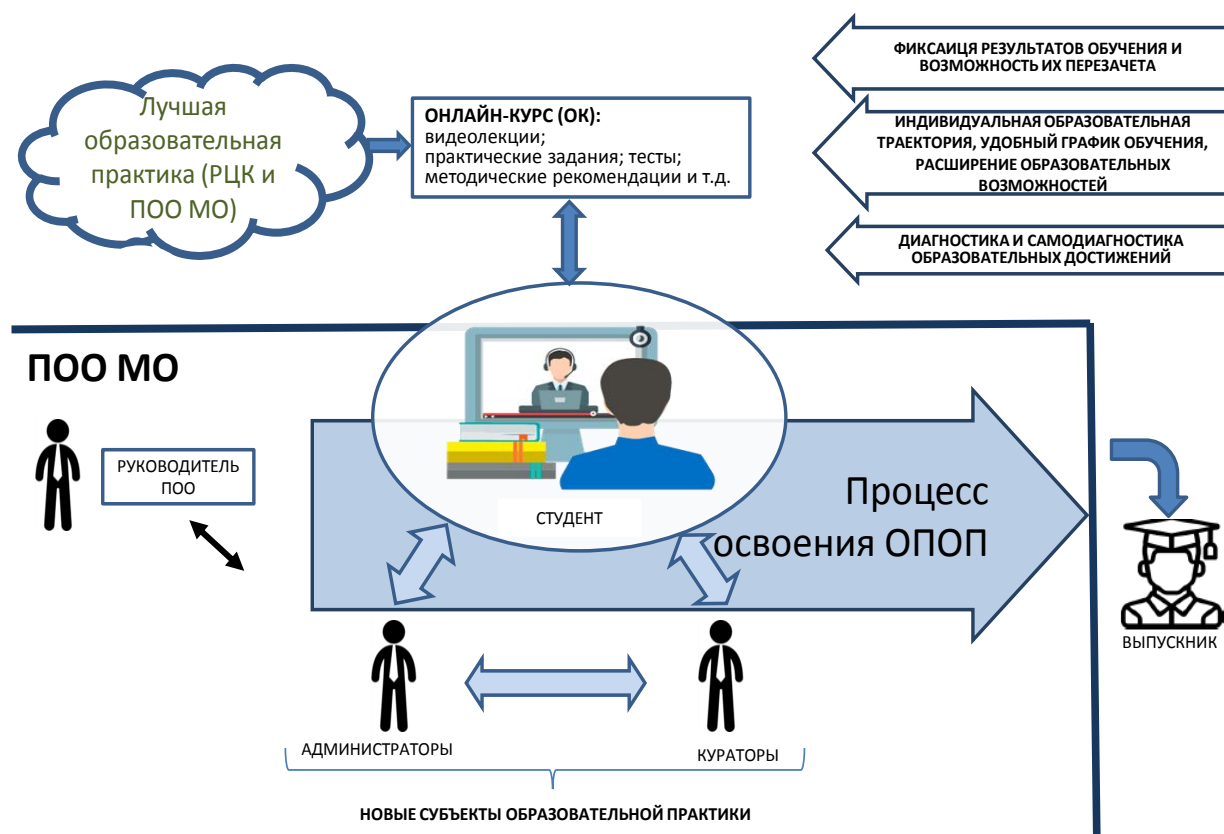 Лучшая
образовательная
практика (РЦК и
ПОО МО)
ОНЛАЙН-КУРС (ОК):
видеолекции;
практические задания; тесты;
методические рекомендации и т.д.
ФИКСАИЦЯ РЕЗУЛЬТАТОВ ОБУЧЕНИЯ И
ВОЗМОЖНОСТЬ ИХ ПЕРЕЗАЧЕТА
ИНДИВИДУАЛЬНАЯ ОБРАЗОВАТЕЛЬНАЯ
ТРАЕКТОРИЯ, УДОБНЫЙ ГРАФИК ОБУЧЕНИЯ,
РАСШИРЕНИЕ ОБРАЗОВАТЕЛЬНЫХ
ВОЗМОЖНОСТЕЙ
ДИАГНОСТИКА И САМОДИАГНОСТИКА
ОБРАЗОВАТЕЛЬНЫХ ДОСТИЖЕНИЙ
ПОО МО
РУКОВОДИТЕЛЬ
ПОО
СТУДЕНТ
Процесс
освоения ОПОП
ВЫПУСКНИК
АДМИНИСТРАТОРЫ
КУРАТОРЫ
НОВЫЕ СУБЪЕКТЫ ОБРАЗОВАТЕЛЬНОЙ ПРАКТИКИ